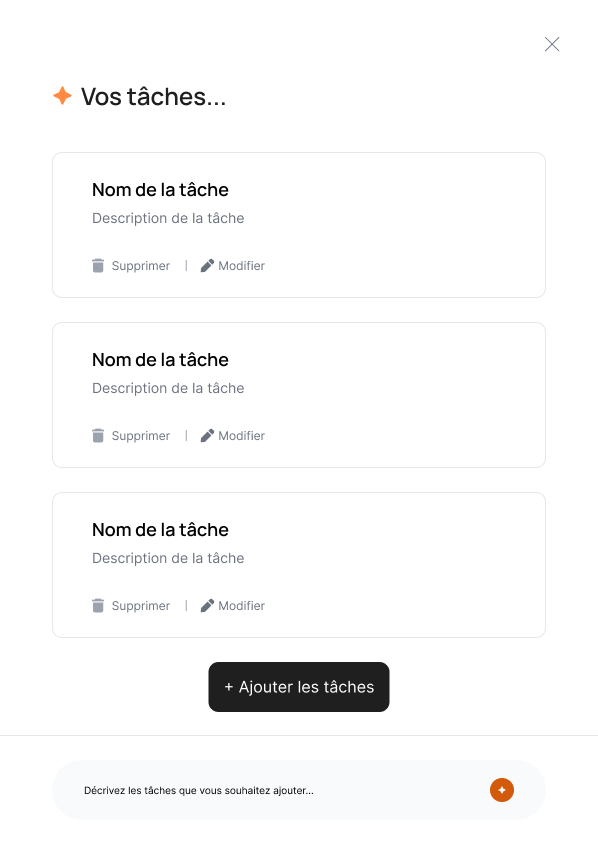 Vos tâches...
Nom de la tâche
Description de la tâche
Supprimer | Modifier
Nom de la tâche
Description de la tâche
Supprimer | Modifier
Nom de la tâche
Description de la tâche
Supprimer | Modifier
+ Ajouter les tâches
Décrivez les tâches que vous souhaitez ajouter...